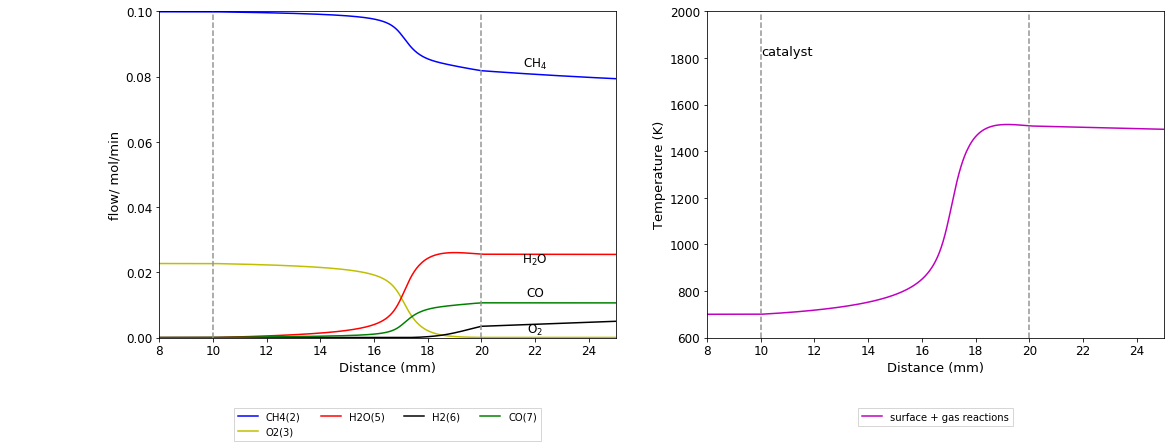 0.10
0.08
0.06
0.04
0.02
0.00
flow/ mol/min
CH4
H2O
CO
O2
8 10 12 14 16 18 20 22 24
Distance (mm)
CH4(2) H2O(5) H2(6) CO(7)
O2(3)
2000
1800
1600
1400
1200
1000
800
600
Temperature (K)
catalyst
8 10 12 14 16 18 20 22 24
Distance (mm)
surface + gas reactions